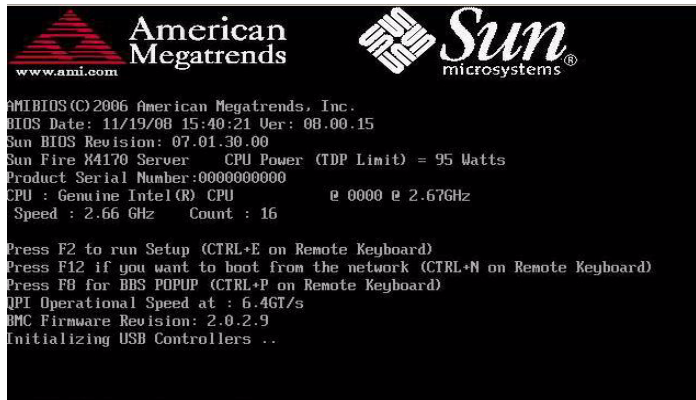 American
Megatrends
www.ami.com
Sun®
microsystems
AMIBIOS(C)2006 American Megatrends, Inc.
BIOS Date: 11/19/08 15:40:21 Ver: 08.00.15
Sun BIOS Revision: 07.01.30.00
Sun Fire X4170 Server    CPU Power (TDP Limit) = 95 Watts
Product Serial Number:0000000000
CPU : Genuine Intel(R) CPU           @ 0000 @ 2.67GHz
 Speed : 2.66 GHz    Count : 16
Press F2 to run Setup (CTRL+E on Remote Keyboard)
Press F12 if you want to boot from the network (CTRL+N on Remote Keyboard)
Press F8 for BBS POPUP (CTRL+P on Remote Keyboard)
QPI Operational Speed at : 6.4GT/s
BMC Firmware Revision: 2.0.2.9
Initializing USB Controllers ..